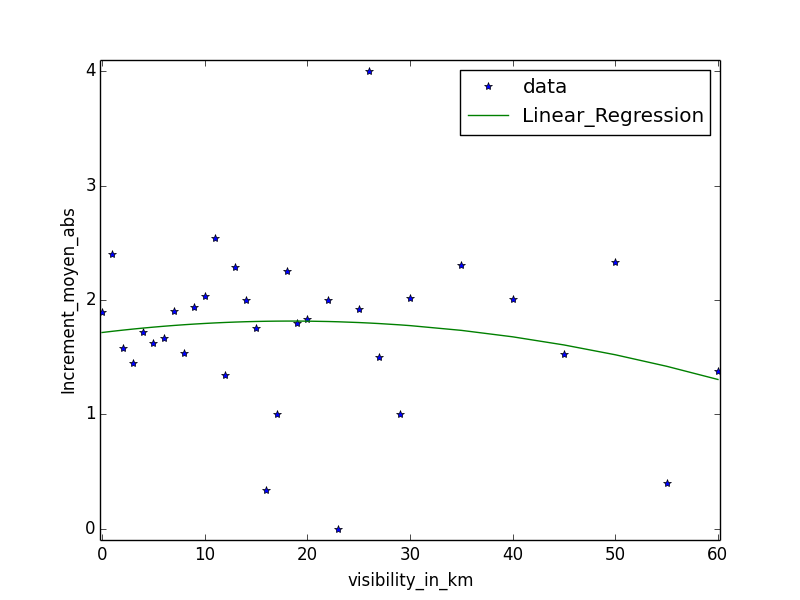 data
Linear_Regression
4
3
2
1
0
Increment_moyen_abs
0 10 20 30 40 50 60
visibility_in_km